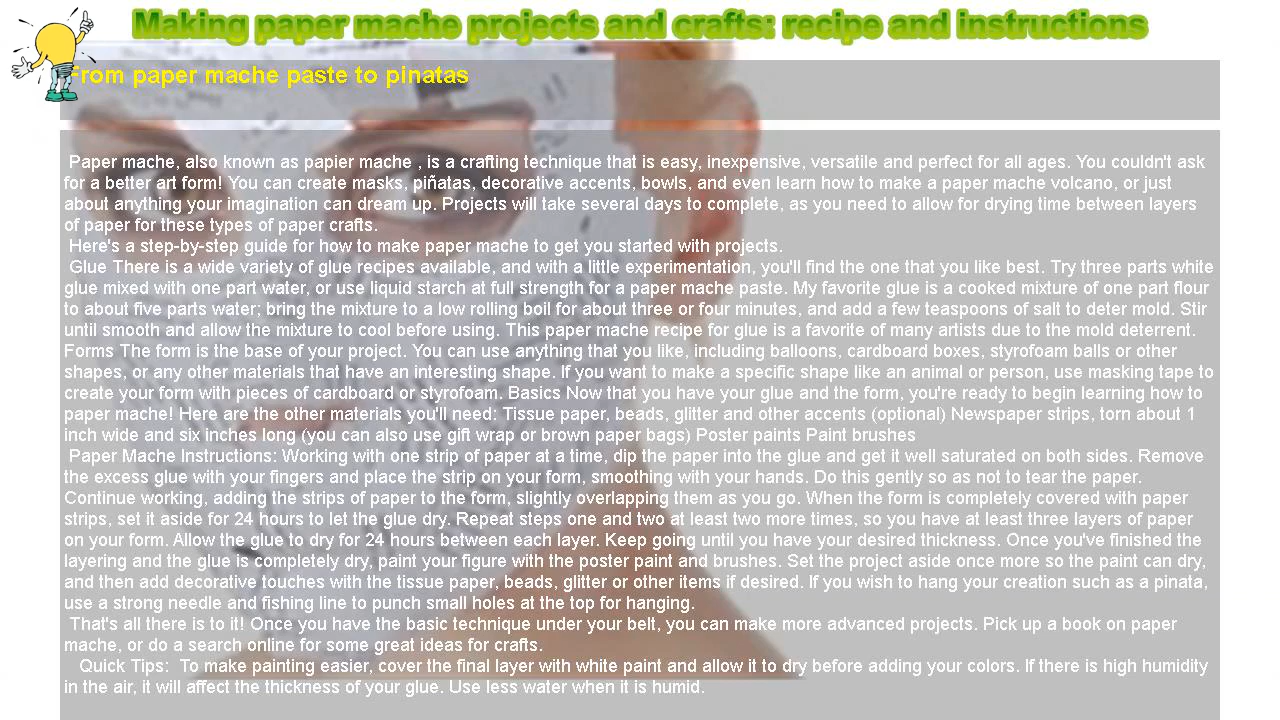 Making paper mache projects and crafts: recipe and instructions
From paper mache paste to pinatas
Paper mache, also known as papier mache , is a crafting technique that is easy, inexpensive, versatile and perfect for all ages. You couldn't ask
for a better art form! You can create masks, piñatas, decorative accents, bowls, and even learn how to make a paper mache volcano, or just
about anything your imagination can dream up. Projects will take several days to complete, as you need to allow for drying time between layers
of paper for these types of paper crafts.
Here's a step-by-step guide for how to make paper mache to get you started with projects.
Glue There is a wide variety of glue recipes available, and with a little experimentation, you'll find the one that you like best. Try three parts white
glue mixed with one part water, or use liquid starch at full strength for a paper mache paste. My favorite glue is a cooked mixture of one part flour
to about five parts water; bring the mixture to a low rolling boil for about three or four minutes, and add a few teaspoons of salt to deter mold. Stir
until smooth and allow the mixture to cool before using. This paper mache recipe for glue is a favorite of many artists due to the mold deterrent.
Forms The form is the base of your project. You can use anything that you like, including balloons, cardboard boxes, styrofoam balls or other
shapes, or any other materials that have an interesting shape. If you want to make a specific shape like an animal or person, use masking tape to
create your form with pieces of cardboard or styrofoam. Basics Now that you have your glue and the form, you're ready to begin learning how to
paper mache! Here are the other materials you'll need: Tissue paper, beads, glitter and other accents (optional) Newspaper strips, torn about 1
inch wide and six inches long (you can also use gift wrap or brown paper bags) Poster paints Paint brushes
Paper Mache Instructions: Working with one strip of paper at a time, dip the paper into the glue and get it well saturated on both sides. Remove
the excess glue with your fingers and place the strip on your form, smoothing with your hands. Do this gently so as not to tear the paper.
Continue working, adding the strips of paper to the form, slightly overlapping them as you go. When the form is completely covered with paper
strips, set it aside for 24 hours to let the glue dry. Repeat steps one and two at least two more times, so you have at least three layers of paper
on your form. Allow the glue to dry for 24 hours between each layer. Keep going until you have your desired thickness. Once you've finished the
layering and the glue is completely dry, paint your figure with the poster paint and brushes. Set the project aside once more so the paint can dry,
and then add decorative touches with the tissue paper, beads, glitter or other items if desired. If you wish to hang your creation such as a pinata,
use a strong needle and fishing line to punch small holes at the top for hanging.
That's all there is to it! Once you have the basic technique under your belt, you can make more advanced projects. Pick up a book on paper
mache, or do a search online for some great ideas for crafts.
Quick Tips: To make painting easier, cover the final layer with white paint and allow it to dry before adding your colors. If there is high humidity
in the air, it will affect the thickness of your glue. Use less water when it is humid.